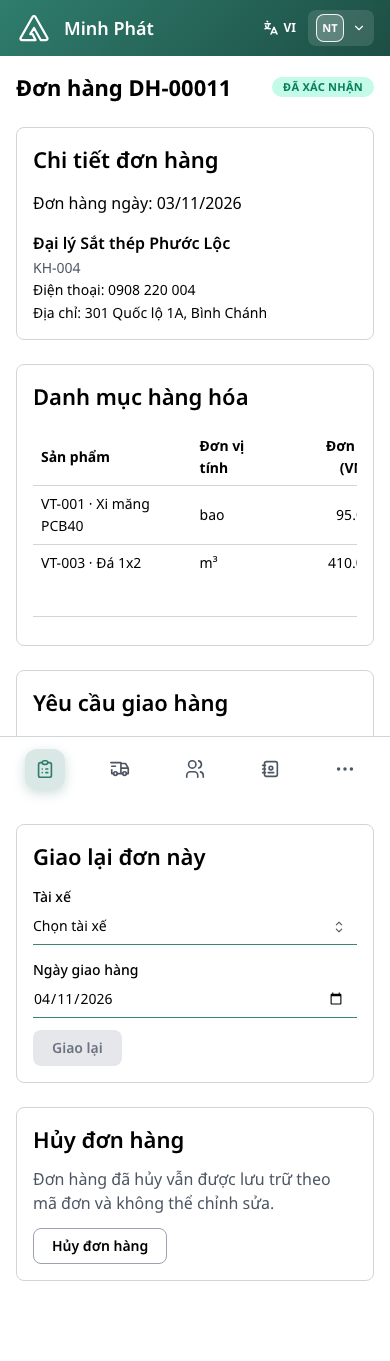 Minh Phát
VI
NT
Đơn hàng DH-00011
ĐÃ XÁC NHẬN
Chi tiết đơn hàng
Đơn hàng ngày: 03/11/2026
Đại lý Sắt thép Phước Lộc
KH-004
Điện thoại: 0908 220 004
Địa chỉ: 301 Quốc lộ 1A, Bình Chánh
Danh mục hàng hóa
Sản phẩm
Đơn vị
tính
Đơn
VT-001 · Xi măng
PCB40
bao
95.
VT-003 · Đá 1x2
m³
410.
Yêu cầu giao hàng
Giao lại đơn này
Tài xế
Chọn tài xế
Ngày giao hàng
04/11/2026
Giao lại
Hủy đơn hàng
Đơn hàng đã hủy vẫn được lưu trữ theo
mã đơn và không thể chỉnh sửa.
Hủy đơn hàng